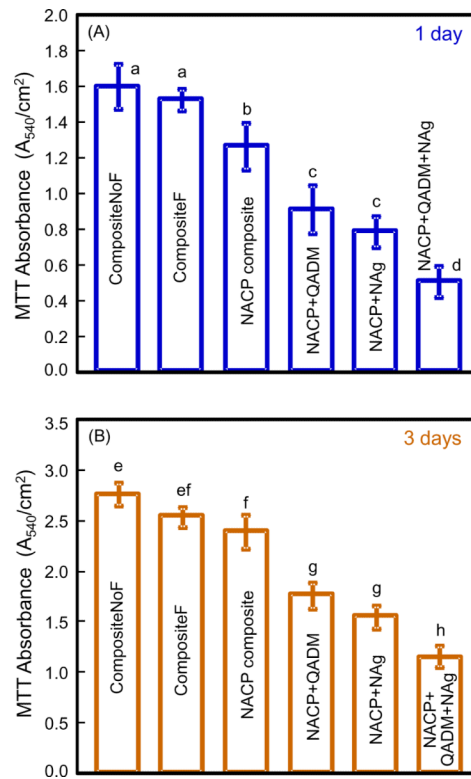 (A)
1 day
MTT Absorbance (A540/cm2)
1.8
1.6
1.4
1.2
1.0
0.8
0.6
0.4
0.2
0.0
a
a
b
c
c
d
CompositeNoF
CompositeF
NACP composite
NACP+QADM
NACP+NAg
NACP+QADM+NAg
(B)
3 days
MTT Absorbance (A540/cm2)
3.5
3.0
2.5
2.0
1.5
1.0
0.5
0.0
e
ef
f
g
g
h
CompositeNoF
CompositeF
NACP composite
NACP+QADM
NACP+NAg
NACP+
QADM+NAg